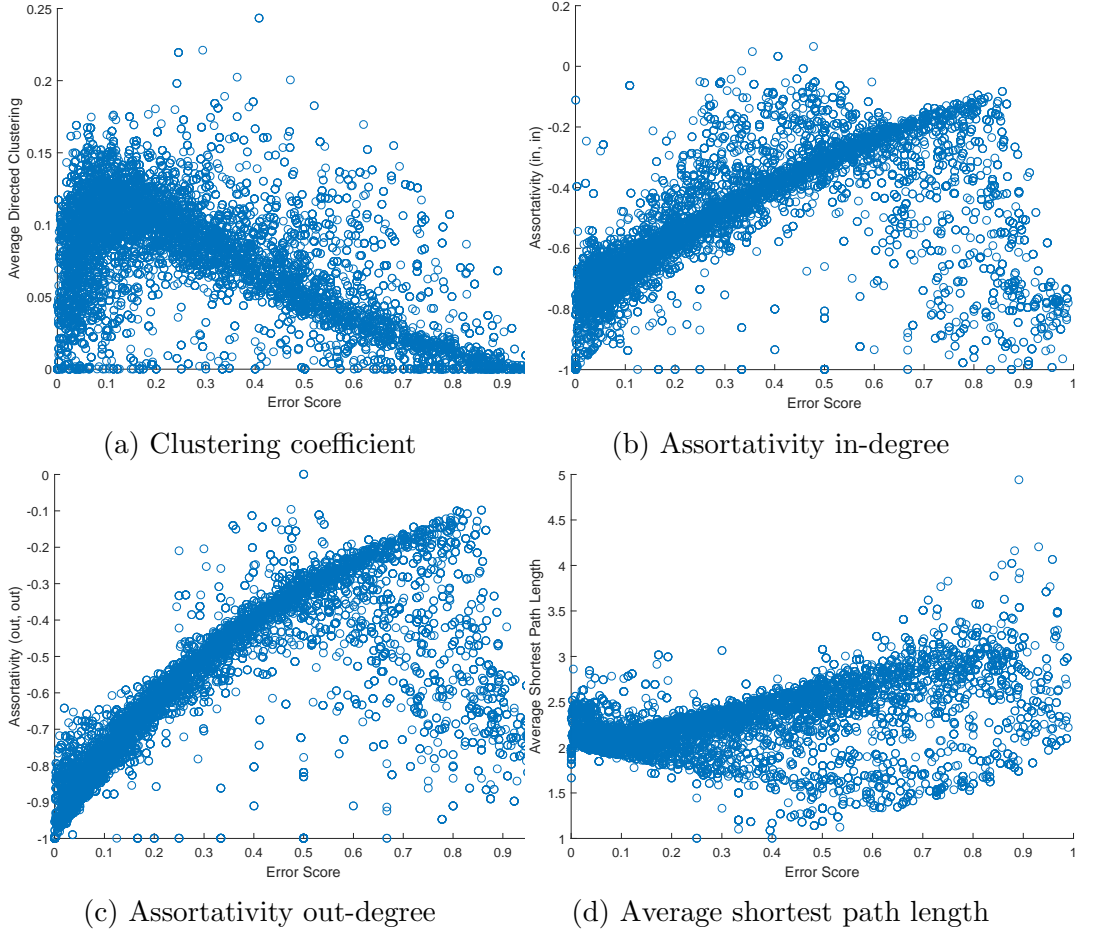 0.25
0.2
0.15
0.1
0.05
0
0 0.1 0.2 0.3 0.4 0.5 0.6 0.7 0.8 0.9
Average Directed Clustering
Error Score
(a) Clustering coefficient
0.2
0
-0.2
-0.4
-0.6
-0.8
-1
0 0.1 0.2 0.3 0.4 0.5 0.6 0.7 0.8 0.9 1
Assortativity (in, in)
Error Score
(b) Assortativity in-degree
0
-0.1
-0.2
-0.3
-0.4
-0.5
-0.6
-0.7
-0.8
-0.9
-1
0 0.1 0.2 0.3 0.4 0.5 0.6 0.7 0.8 0.9
Assortativity (out, out)
Error Score
(c) Assortativity out-degree
5
4.5
4
3.5
3
2.5
2
1.5
1
0 0.1 0.2 0.3 0.4 0.5 0.6 0.7 0.8 0.9 1
Average Shortest Path Length
Error Score
(d) Average shortest path length